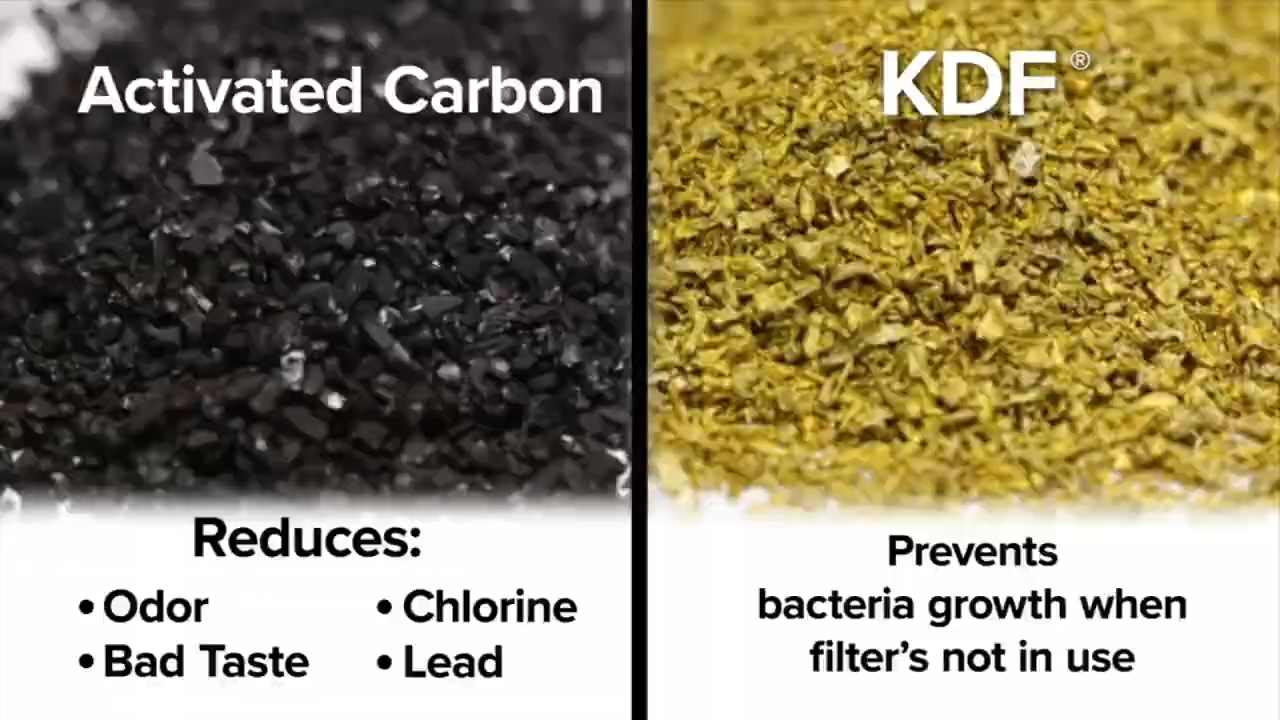 Activated Carbon
Reduces:
• Odor
• Bad Taste
• Chlorine
• Lead
KDF®
Prevents
bacteria growth when
filter’s not in use